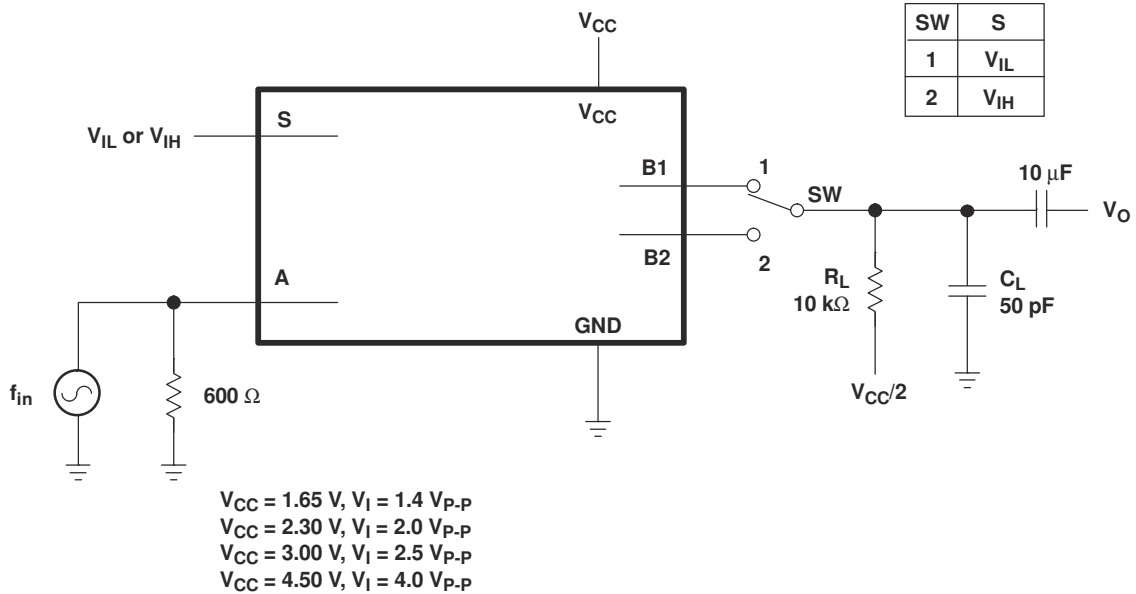 V_CC
SW S
1 V_IL
2 V_IH
V_CC
S
V_IL or V_IH
B1
1
SW
10 μF
V_O
B2
2
A
R_L
10 kΩ
C_L
50 pF
GND
V_CC/2
f_in
600 Ω
V_CC = 1.65 V, V_I = 1.4 V_P-P
V_CC = 2.30 V, V_I = 2.0 V_P-P
V_CC = 3.00 V, V_I = 2.5 V_P-P
V_CC = 4.50 V, V_I = 4.0 V_P-P